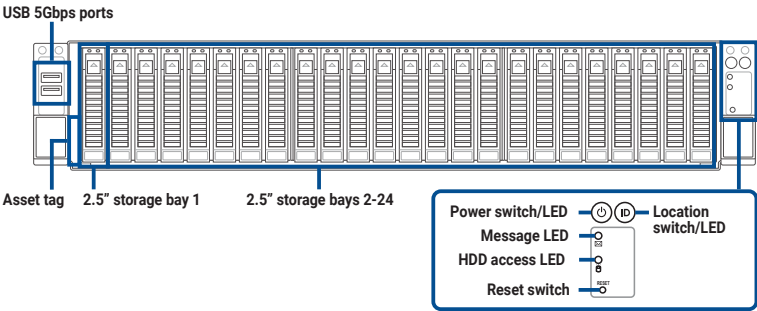 USB 5Gbps ports
Asset tag
2.5” storage bay 1
2.5” storage bays 2-24
Power switch/LED
Location
switch/LED
ID
Message LED
HDD access LED
RESET
Reset switch